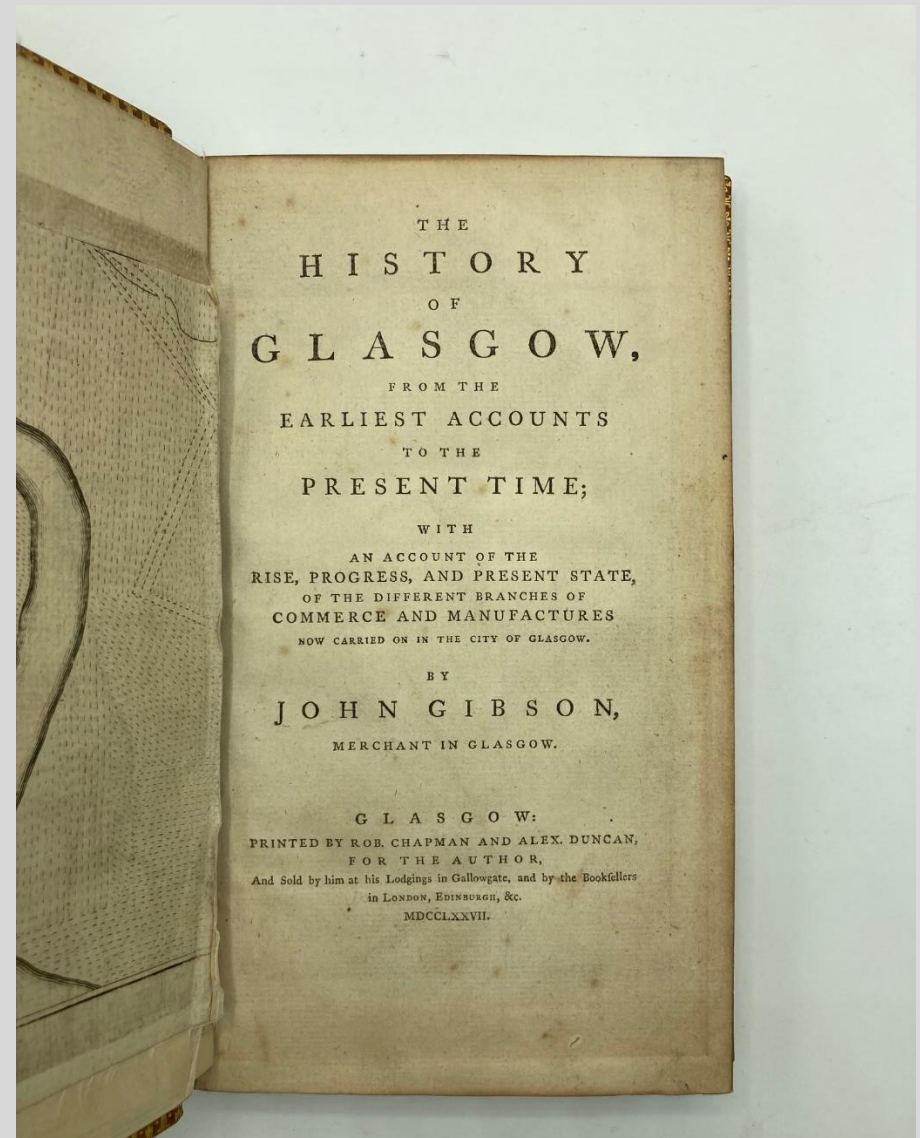 THE
HISTORY
OF
GLASGOW,
FROM THE
EARLIEST ACCOUNTS
TO THE
PRESENT TIME;
WITH
AN ACCOUNT OF THE
RISE, PROGRESS, AND PRESENT STATE,
OF THE DIFFERENT BRANCHES OF
COMMERCE AND MANUFACTURES
NOW CARRIED ON IN THE CITY OF GLASGOW.
BY
JOHN GIBSON,
MERCHANT IN GLASGOW.
GLASGOW:
PRINTED BY ROB. CHAPMAN AND ALEX. DUNCAN,
FOR THE AUTHOR,
And Sold by him at his Lodgings in Gallowgate, and by the Bookſellers
in LONDON, EDINBURGH, &c.
MDCCLXXVII.